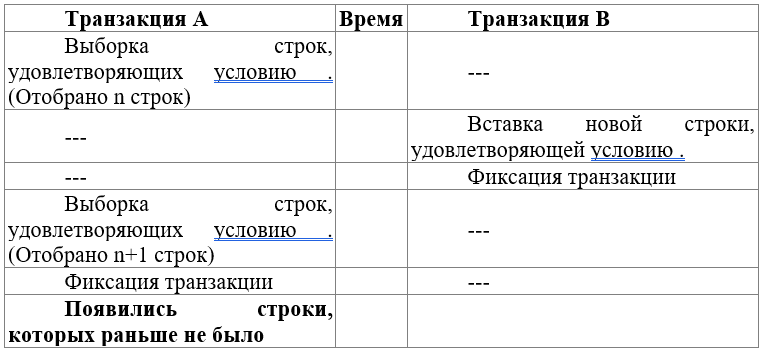 Транзакция A Время Транзакция B
Выборка строк,
удовлетворяющих условию .
(Отобрано n строк)
---
---
Вставка новой строки,
удовлетворяющей условию .
--- Фиксация транзакции
Выборка строк,
удовлетворяющих условию .
(Отобрано n+1 строк)
---
Фиксация транзакции ---
Появились строки,
которых раньше не было